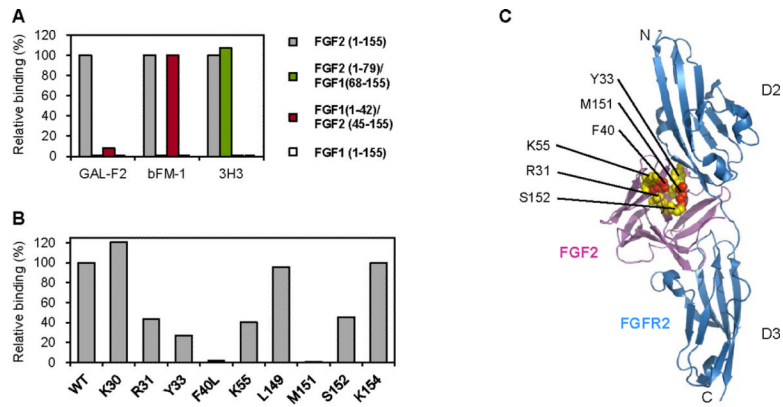 A
Relative binding (%)
120
100
80
60
40
20
0
GAL-F2 bFM-1 3H3
FGF2 (1-155)
FGF2 (1-79)/
FGF1(68-155)
FGF1(1-42)/
FGF2 (45-155)
FGF1 (1-155)
B
Relative binding (%)
120
100
80
60
40
20
0
WT K30 R31 Y33 F40L K55 L149 M151 S152 K154
C
N
Y33
M151
F40
K55
R31
S152
D2
FGF2
FGFR2
D3
C